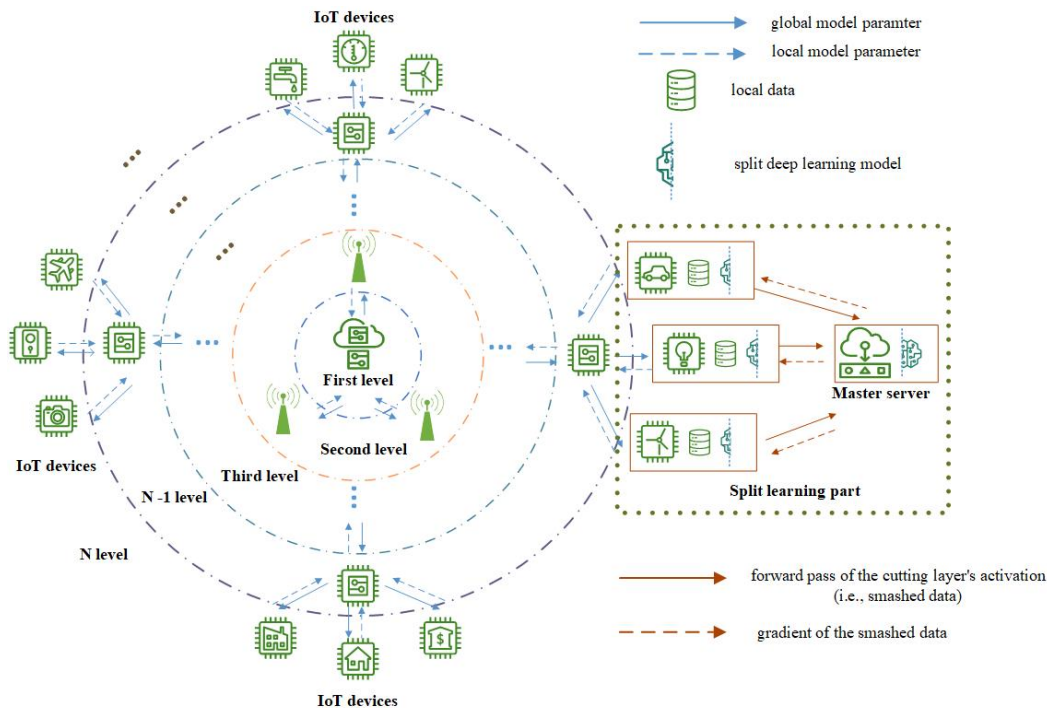 IoT devices
global model paramter
local model parameter
local data
split deep learning model
First level
Second level
Third level
N -1 level
N level
IoT devices
Master server
Split learning part
forward pass of the cutting layer's activation
(i.e., smashed data)
gradient of the smashed data
$
IoT devices